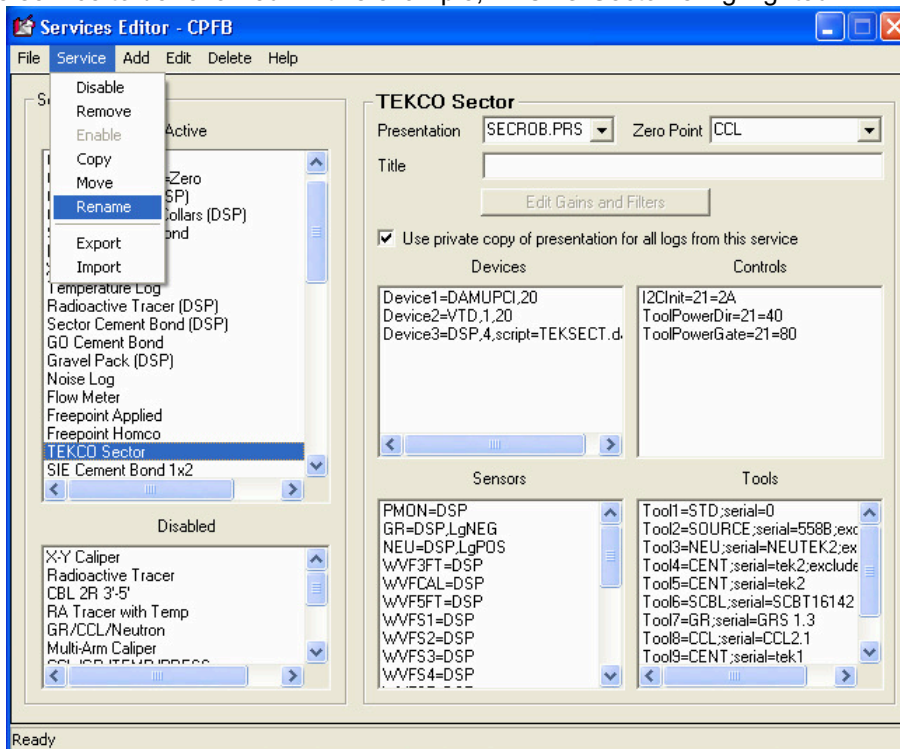 Services Editor - CPFB
File Service Add Edit Delete Help
Disable
Remove
Enable
Copy
Move
Rename
Export
Import
Active
=Zero
SP)
ollars (DSP)
ond
Temperature Log
Radioactive Tracer (DSP)
Sector Cement Bond (DSP)
GO Cement Bond
Gravel Pack (DSP)
Noise Log
Flow Meter
Freepoint Applied
Freepoint Homco
TEKCO Sector
SIE Cement Bond 1x2
Disabled
X-Y Caliper
Radioactive Tracer
CBL 2R 3'-5'
RA Tracer with Temp
GR/CCL/Neutron
Multi-Arm Caliper
TEKCO Sector
Presentation SECROB.PRS Zero Point CCL
Title
Edit Gains and Filters
Use private copy of presentation for all logs from this service
Devices
Device1=DAMUPCI,20
Device2=VTD,1,20
Device3=DSP,4,script=TEKSECT.d
Controls
I2CInit=21=2A
ToolPowerDir=21=40
ToolPowerGate=21=80
Sensors
PMON=DSP
GR=DSP,LgNEG
NEU=DSP,LgPOS
WVF3FT=DSP
WVFCAL=DSP
WVF5FT=DSP
WVFS1=DSP
WVFS2=DSP
WVFS3=DSP
WVFS4=DSP
Tools
Tool1=STD;serial=0
Tool2=SOURCE;serial=558B;exc
Tool3=NEU;serial=NEUTEK2;ex
Tool4=CENT;serial=tek2;exclude
Tool5=CENT;serial=tek2
Tool6=SCBL;serial=SCBT16142
Tool7=GR;serial=GRS 1.3
Tool8=CCL;serial=CCL2.1
Tool9=CENT;serial=tek1
Ready